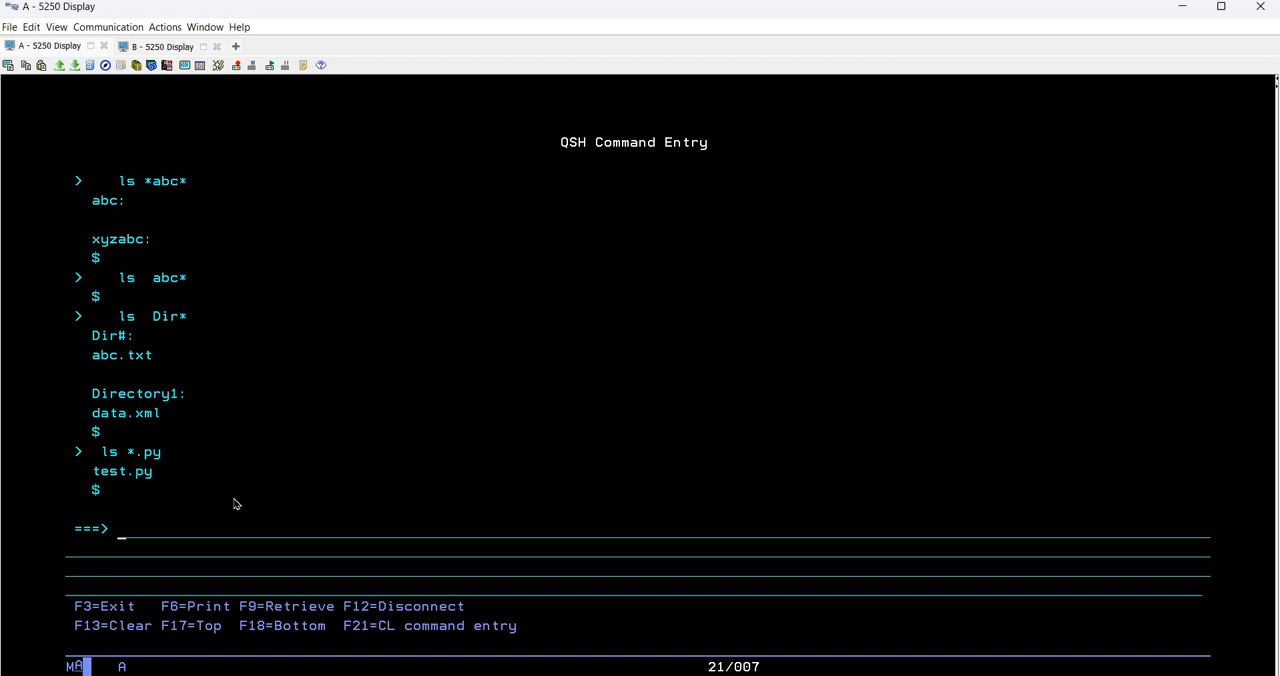 A - 5250 Display
File Edit View Communication Actions Window Help
A - 5250 Display B - 5250 Display
QSH Command Entry
> ls *abc*
abc:
xyzabc:
$
> ls abc*
$
> ls Dir*
Dir#:
abc.txt
Directory1:
data.xml
$
> ls *.py
test.py
$
===>
F3=Exit F6=Print F9=Retrieve F12=Disconnect
F13=Clear F17=Top F18=Bottom F21=CL command entry
MA A 21/007